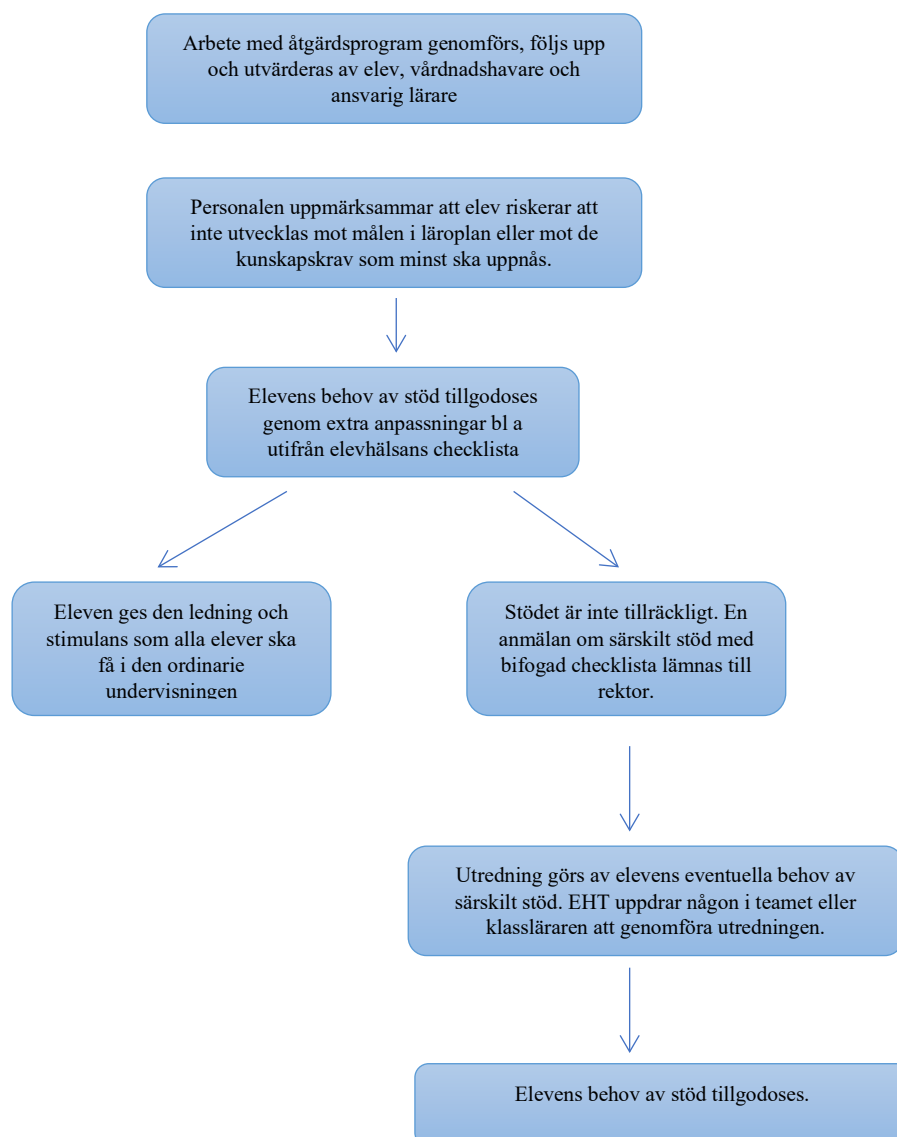 Arbete med åtgärdsprogram genomförs, följs upp
och utvärderas av elev, vårdnadshavare och
ansvarig lärare
Personalen uppmärksammar att elev riskerar att
inte utvecklas mot målen i läroplan eller mot de
kunskapskrav som minst ska uppnås.
Elevens behov av stöd tillgodoses
genom extra anpassningar bl a
utifrån elevhälsans checklista
Eleven ges den ledning och
stimulans som alla elever ska
få i den ordinarie
undervisningen
Stödet är inte tillräckligt. En
anmälan om särskilt stöd med
bifogad checklista lämnas till
rektor.
Utredning görs av elevens eventuella behov av
särskilt stöd. EHT uppdrar någon i teamet eller
klassläraren att genomföra utredningen.
Elevens behov av stöd tillgodoses.